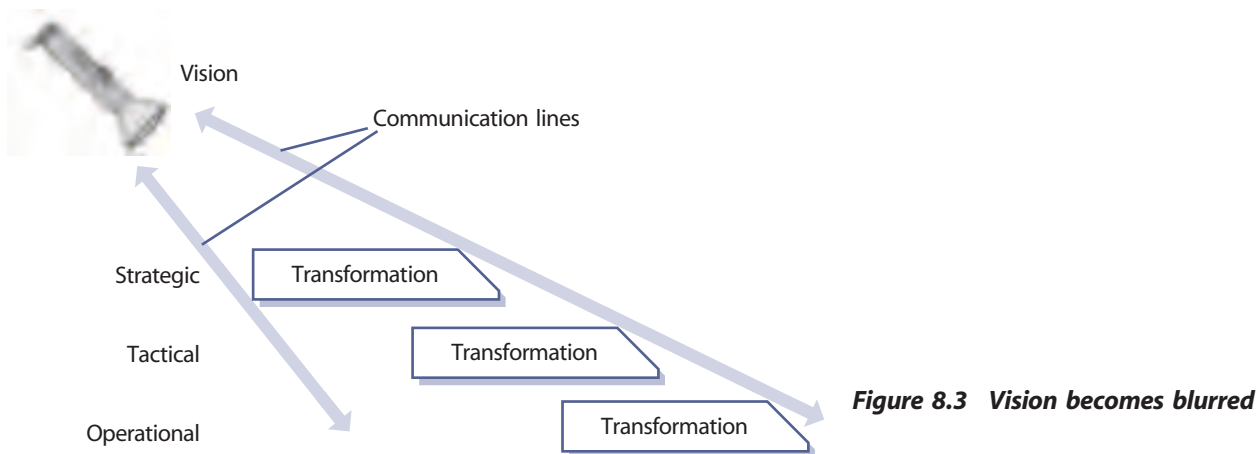 Vision
Communication lines
Strategic
Transformation
Tactical
Transformation
Operational
Transformation
Figure 8.3 Vision becomes blurred